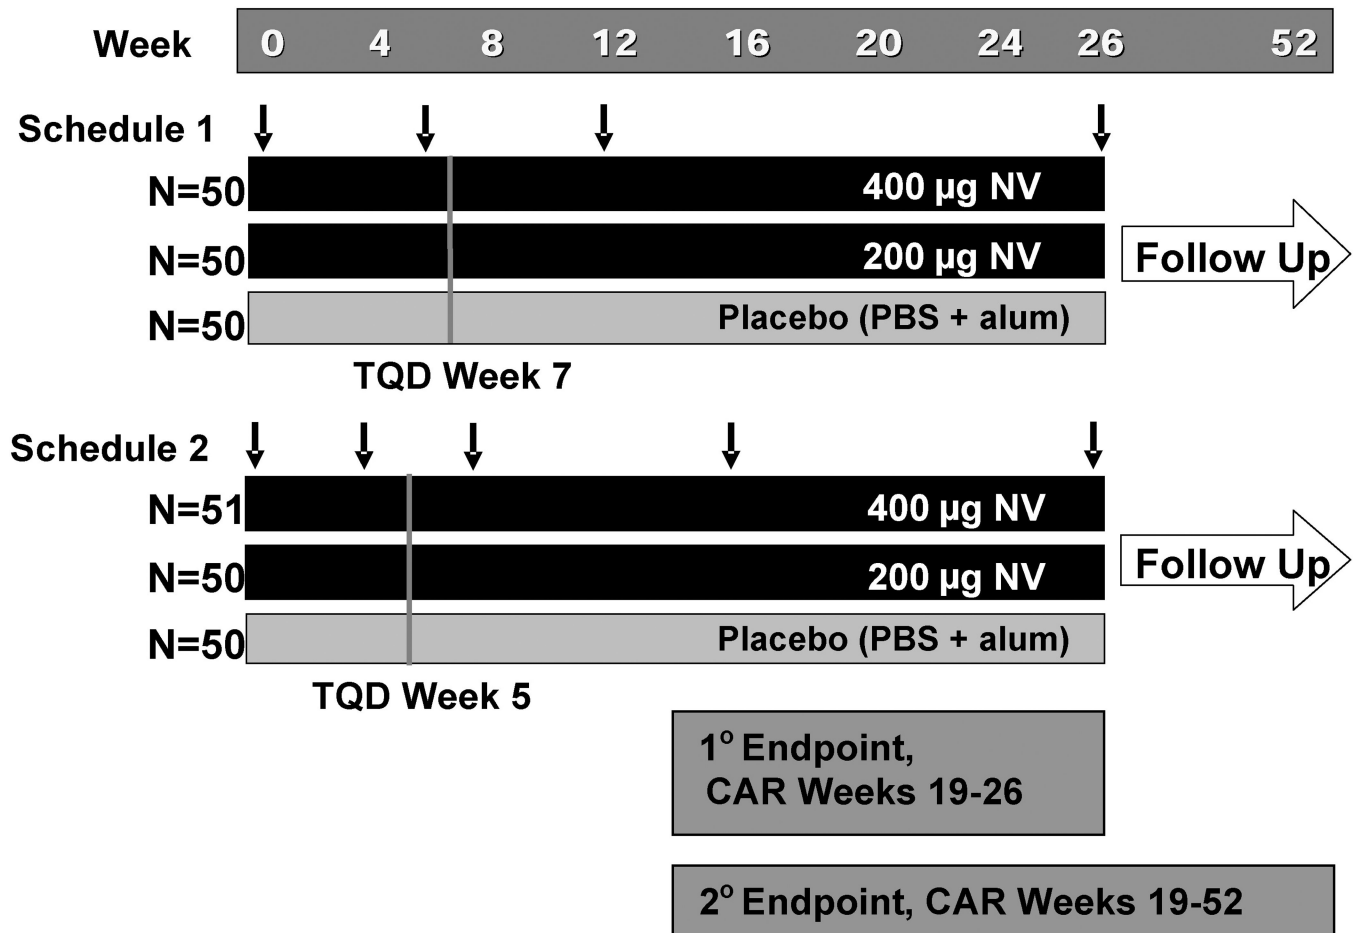 Week 0 4 8 12 16 20 24 26 52
Schedule 1
N=50 400 µg NV
N=50 200 µg NV
Follow Up
N=50 Placebo (PBS + alum)
TQD Week 7
Schedule 2
N=51 400 µg NV
N=50 200 µg NV
Follow Up
N=50 Placebo (PBS + alum)
TQD Week 5
1º Endpoint,
CAR Weeks 19-26
2º Endpoint, CAR Weeks 19-52